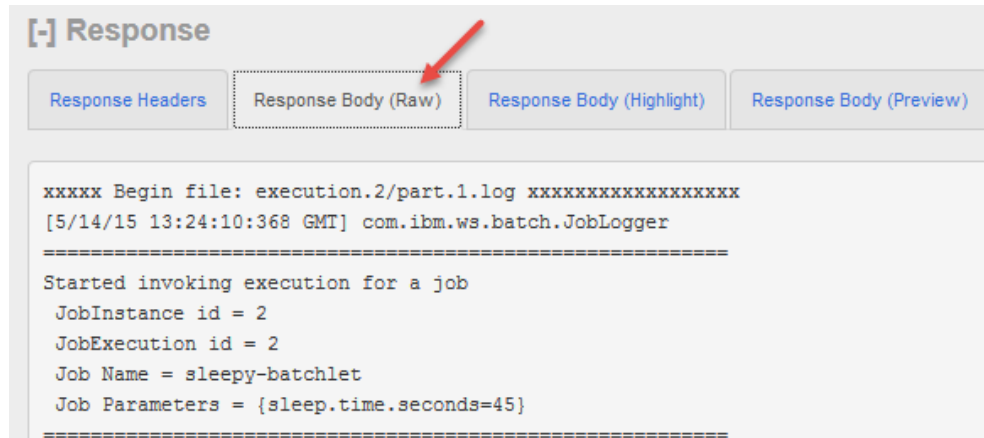 [-] Response
Response Headers
Response Body (Raw)
Response Body (Highlight)
Response Body (Preview)
xxxxx Begin file: execution.2/part.1.log xxxxxxxxxxxxxxxxxx
[5/14/15 13:24:10:368 GMT] com.ibm.ws.batch.JobLogger
==========================================================
Started invoking execution for a job
JobInstance id = 2
JobExecution id = 2
Job Name = sleepy-batchlet
Job Parameters = {sleep.time.seconds=45}
==========================================================